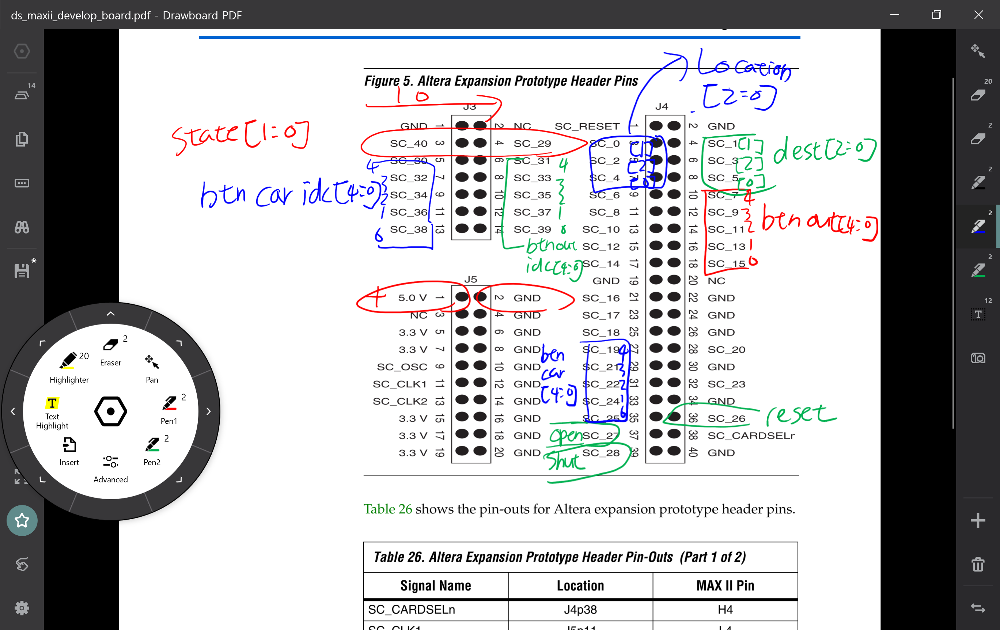 ds_maxii_develop_board.pdf - Drawboard PDF
Location
[2:0]
Figure 5. Altera Expansion Prototype Header Pins
1 0
state[1:0]
J3
GND 1 2 NC
SC_40 3 4 SC_29
SC_30 5 6 SC_31
SC_32 7 8 SC_33
SC_34 9 10 SC_35
SC_36 11 12 SC_37
SC_38 13 14 SC_39
4
3
2
1
0
btn car idc[4:0]
4
3
2
1
0
btn out
idc[4:0]
J4
SC_RESET 1 2 GND
SC_0 3 4 SC_1
SC_2 5 6 SC_3
SC_4 7 8 SC_5
SC_6 9 10 SC_7
SC_8 11 12 SC_9
SC_10 13 14 SC_11
SC_12 15 16 SC_13
SC_14 17 18 SC_15
GND 19 20 NC
SC_16 21 22 GND
SC_17 23 24 GND
SC_18 25 26 GND
SC_19 27 28 SC_20
SC_21 29 30 GND
SC_22 31 32 SC_23
SC_24 33 34 GND
SC_25 35 36 SC_26
SC_27 37 38 SC_CARDSELn
SC_28 39 40 GND
[1]
[2]
[0]
[1]
[2]
[0]
dest[2:0]
4
3
2
1
0
btn out[4:0]
J5
+
5.0 V 1 2 GND
NC 3 4 GND
3.3 V 5 6 GND
3.3 V 7 8 GND
SC_OSC 9 10 GND
SC_CLK1 11 12 GND
SC_CLK2 13 14 GND
3.3 V 15 16 GND
3.3 V 17 18 GND
3.3 V 19 20 GND
btn
car
[4:0]
4
3
2
1
0
open
shut
reset
Table 26 shows the pin-outs for Altera expansion prototype header pins.
Table 26. Altera Expansion Prototype Header Pin-Outs (Part 1 of 2)
Signal Name Location MAX II Pin
SC_CARDSELn J4p38 H4
SC_CLK1 J5p11 L4
14
*
2
Eraser
20
Highlighter
Pan
Text
Highlight
2
Pen1
Insert
2
Pen2
Advanced
20
2
2
2
2
12
T